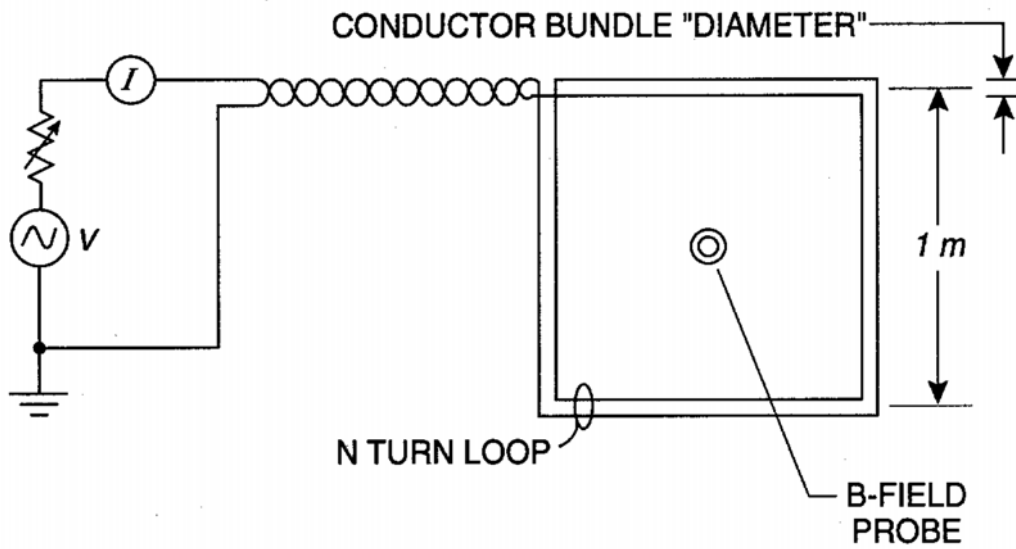 CONDUCTOR BUNDLE "DIAMETER"
I
V
1 m
N TURN LOOP
B-FIELD
PROBE